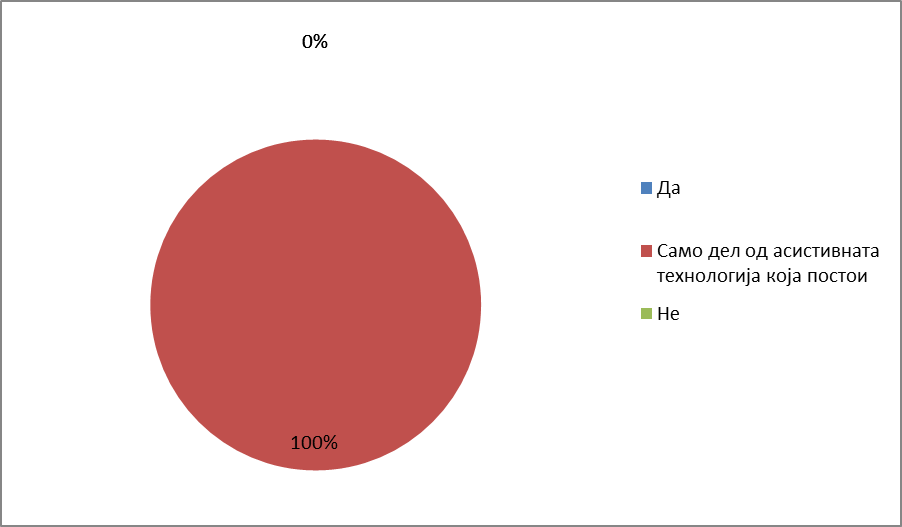 0%
Да
Само дел од асистивната
технологија која постои
Не
100%